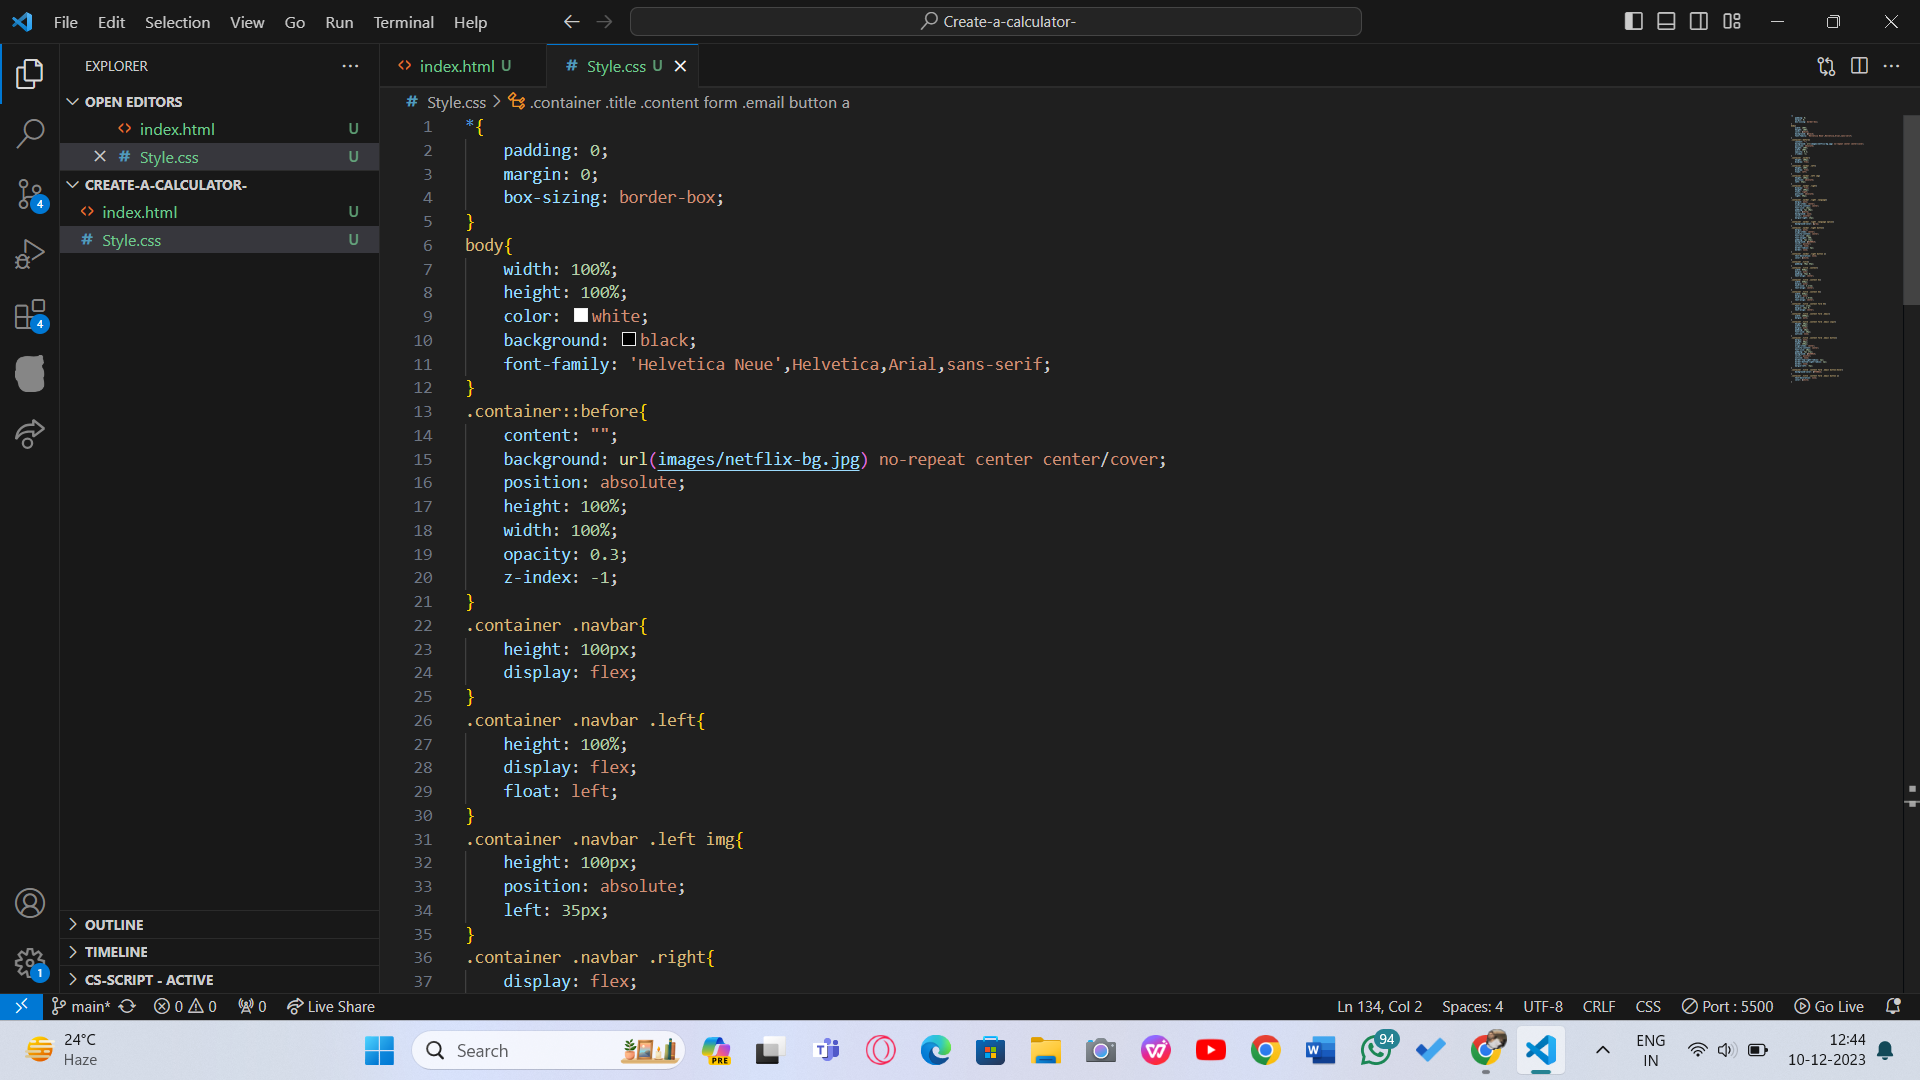 File Edit Selection View Go Run Terminal Help
Create-a-calculator-
EXPLORER
OPEN EDITORS
index.html U
Style.css U
CREATE-A-CALCULATOR-
index.html U
Style.css U
OUTLINE
TIMELINE
CS-SCRIPT - ACTIVE
4
4
1
index.html U
# Style.css U
# Style.css > .container .title .content form .email button a
1 *{
2 padding: 0;
3 margin: 0;
4 box-sizing: border-box;
5 }
6 body{
7 width: 100%;
8 height: 100%;
9 color: white;
10 background: black;
11 font-family: 'Helvetica Neue',Helvetica,Arial,sans-serif;
12 }
13 .container::before{
14 content: "";
15 background: url(images/netflix-bg.jpg) no-repeat center center/cover;
16 position: absolute;
17 height: 100%;
18 width: 100%;
19 opacity: 0.3;
20 z-index: -1;
21 }
22 .container .navbar{
23 height: 100px;
24 display: flex;
25 }
26 .container .navbar .left{
27 height: 100%;
28 display: flex;
29 float: left;
30 }
31 .container .navbar .left img{
32 height: 100px;
33 position: absolute;
34 left: 35px;
35 }
36 .container .navbar .right{
37 display: flex;
main* 0 0 0 Live Share
Ln 134, Col 2 Spaces: 4 UTF-8 CRLF CSS Port : 5500 Go Live
24°C
Haze
Search
PRE
94
ENG
IN
12:44
10-12-2023